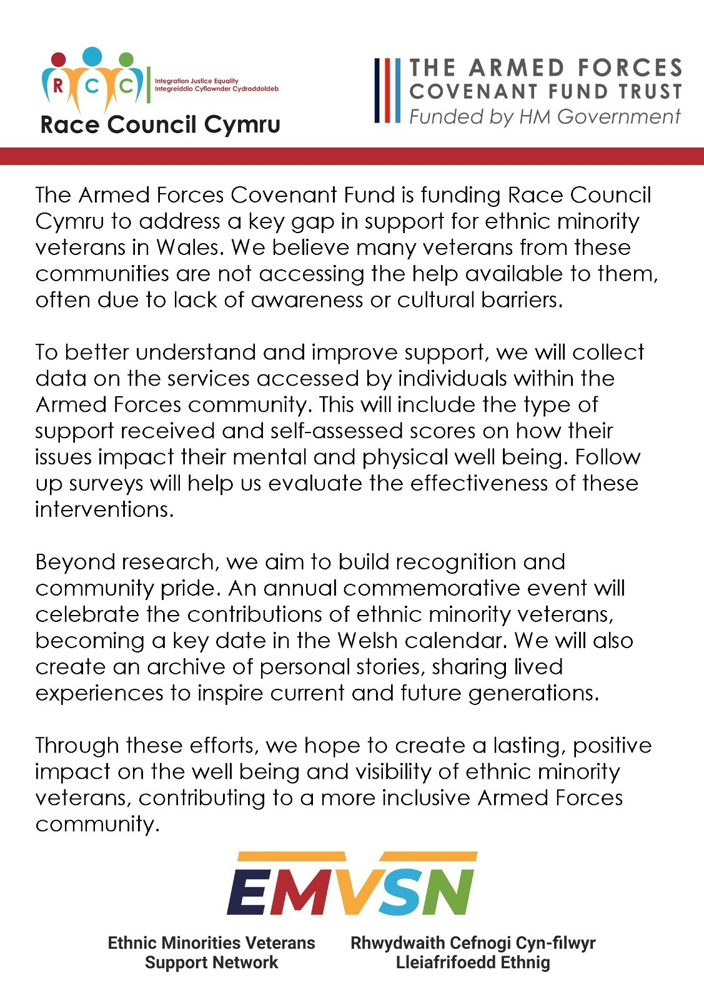 R C C
Integration Justice Equality
Integreiddio Cyfiawnder Cydraddoldeb
Race Council Cymru
THE ARMED FORCES
COVENANT FUND TRUST
Funded by HM Government
The Armed Forces Covenant Fund is funding Race Council
Cymru to address a key gap in support for ethnic minority
veterans in Wales. We believe many veterans from these
communities are not accessing the help available to them,
often due to lack of awareness or cultural barriers.
To better understand and improve support, we will collect
data on the services accessed by individuals within the
Armed Forces community. This will include the type of
support received and self-assessed scores on how their
issues impact their mental and physical well being. Follow
up surveys will help us evaluate the effectiveness of these
interventions.
Beyond research, we aim to build recognition and
community pride. An annual commemorative event will
celebrate the contributions of ethnic minority veterans,
becoming a key date in the Welsh calendar. We will also
create an archive of personal stories, sharing lived
experiences to inspire current and future generations.
Through these efforts, we hope to create a lasting, positive
impact on the well being and visibility of ethnic minority
veterans, contributing to a more inclusive Armed Forces
community.
EMVSN
Ethnic Minorities Veterans
Support Network
Rhwydwaith Cefnogi Cyn-filwyr
Lleiafrifoedd Ethnig